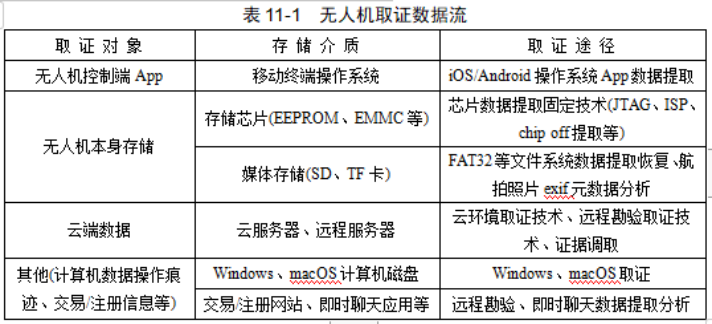 表 11-1 无人机取证数据流
取 证 对 象
存 储 介 质
取 证 途 径
无人机控制端 App
移动终端操作系统
iOS/Android 操作系统 App 数据提取
无人机本身存储
存储芯片(EEPROM、EMMC 等)
芯片数据提取固定技术(JTAG、ISP、
chip off 提取等)
媒体存储(SD、TF 卡)
FAT32 等文件系统数据提取恢复、航
拍照片 exif 元数据分析
云端数据
云服务器、远程服务器
云环境取证技术、远程勘验取证技
术、证据调取
其他(计算机数据操作痕
迹、交易/注册信息等)
Windows、macOS 计算机磁盘
Windows、macOS 取证
交易/注册网站、即时聊天应用等
远程勘验、即时聊天数据提取分析